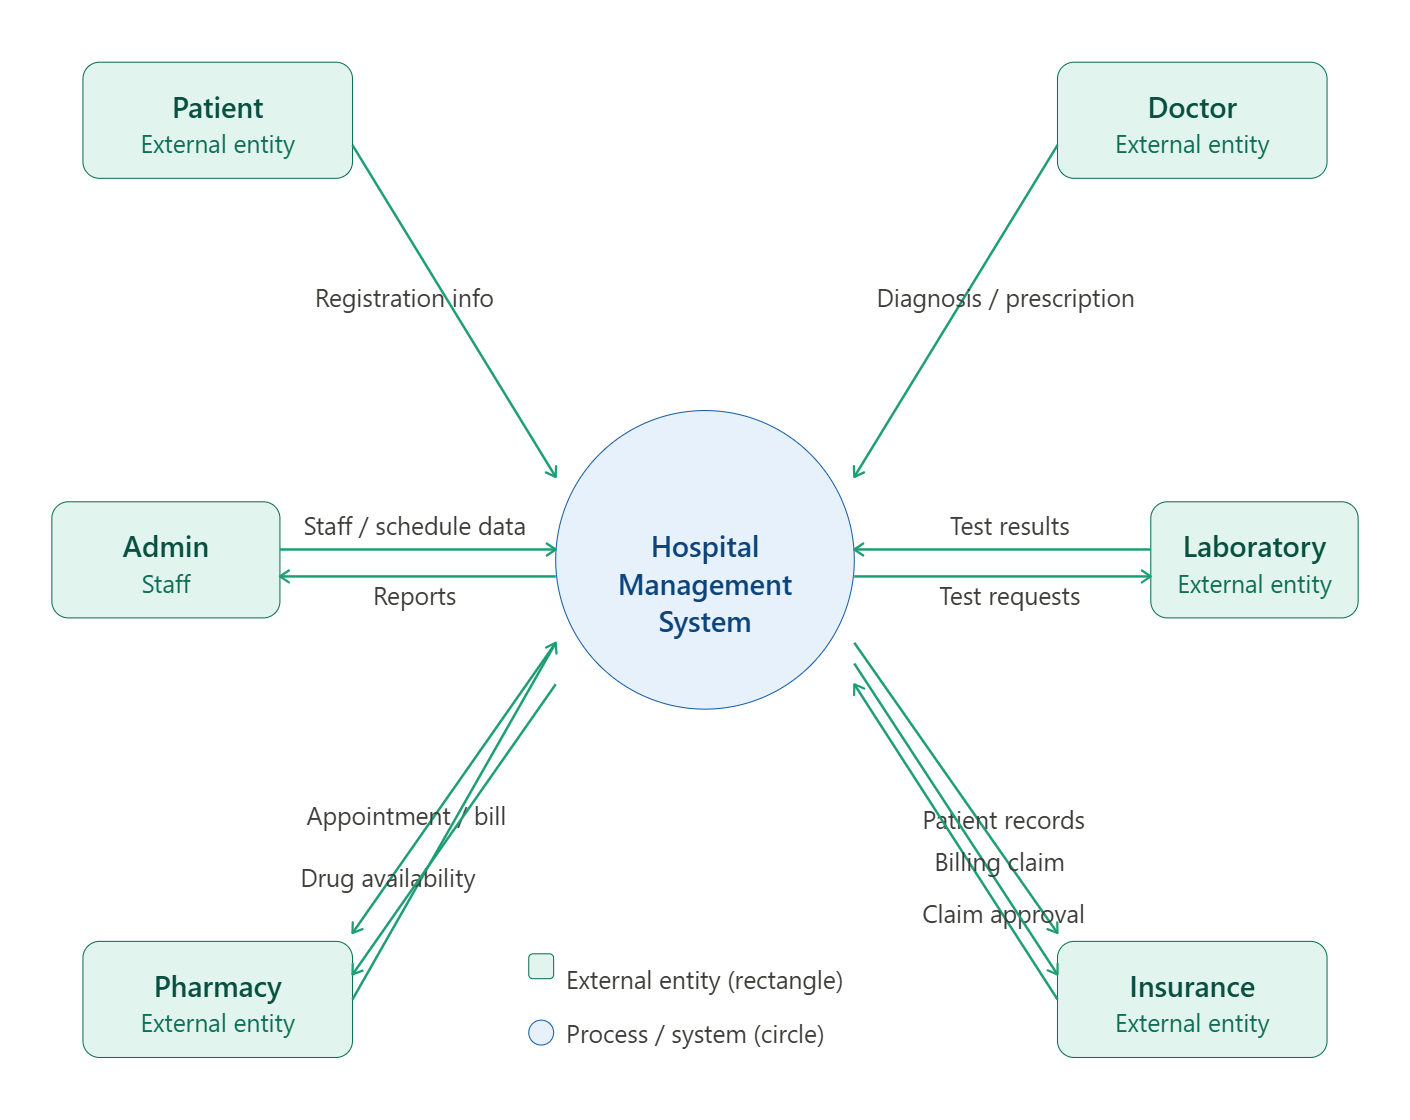 Patient
External entity
Doctor
External entity
Registration info
Diagnosis / prescription
Admin
Staff
Staff / schedule data
Reports
Hospital
Management
System
Test results
Test requests
Laboratory
External entity
Appointment / bill
Drug availability
Patient records
Billing claim
Claim approval
Pharmacy
External entity
External entity (rectangle)
Process / system (circle)
Insurance
External entity